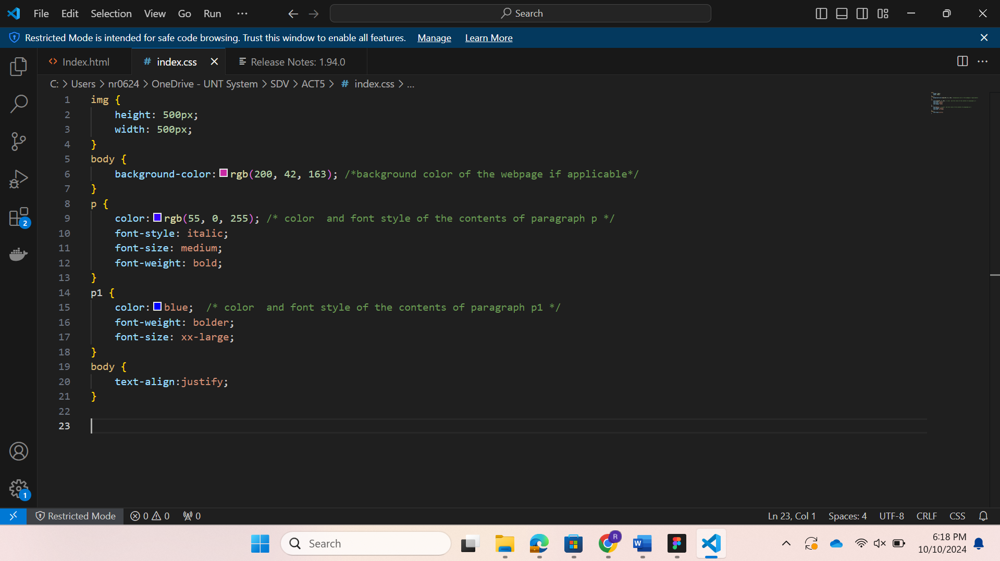 File Edit Selection View Go Run ··· Search
Restricted Mode is intended for safe code browsing. Trust this window to enable all features. Manage Learn More
Index.html # index.css Release Notes: 1.94.0
C: > Users > nr0624 > OneDrive - UNT System > SDV > ACT5 > # index.css > ...
1 img {
2 height: 500px;
3 width: 500px;
4 }
5 body {
6 background-color: rgb(200, 42, 163); /*background color of the webpage if applicable*/
7 }
8 p {
9 color: rgb(55, 0, 255); /* color  and font style of the contents of paragraph p */
10 font-style: italic;
11 font-size: medium;
12 font-weight: bold;
13 }
14 p1 {
15 color: blue;  /* color  and font style of the contents of paragraph p1 */
16 font-weight: bolder;
17 font-size: xx-large;
18 }
19 body {
20 text-align:justify;
21 }
22
23
2
1
Restricted Mode 0 0 0 Ln 23, Col 1 Spaces: 4 UTF-8 CRLF CSS
Search R W 6:18 PM
10/10/2024